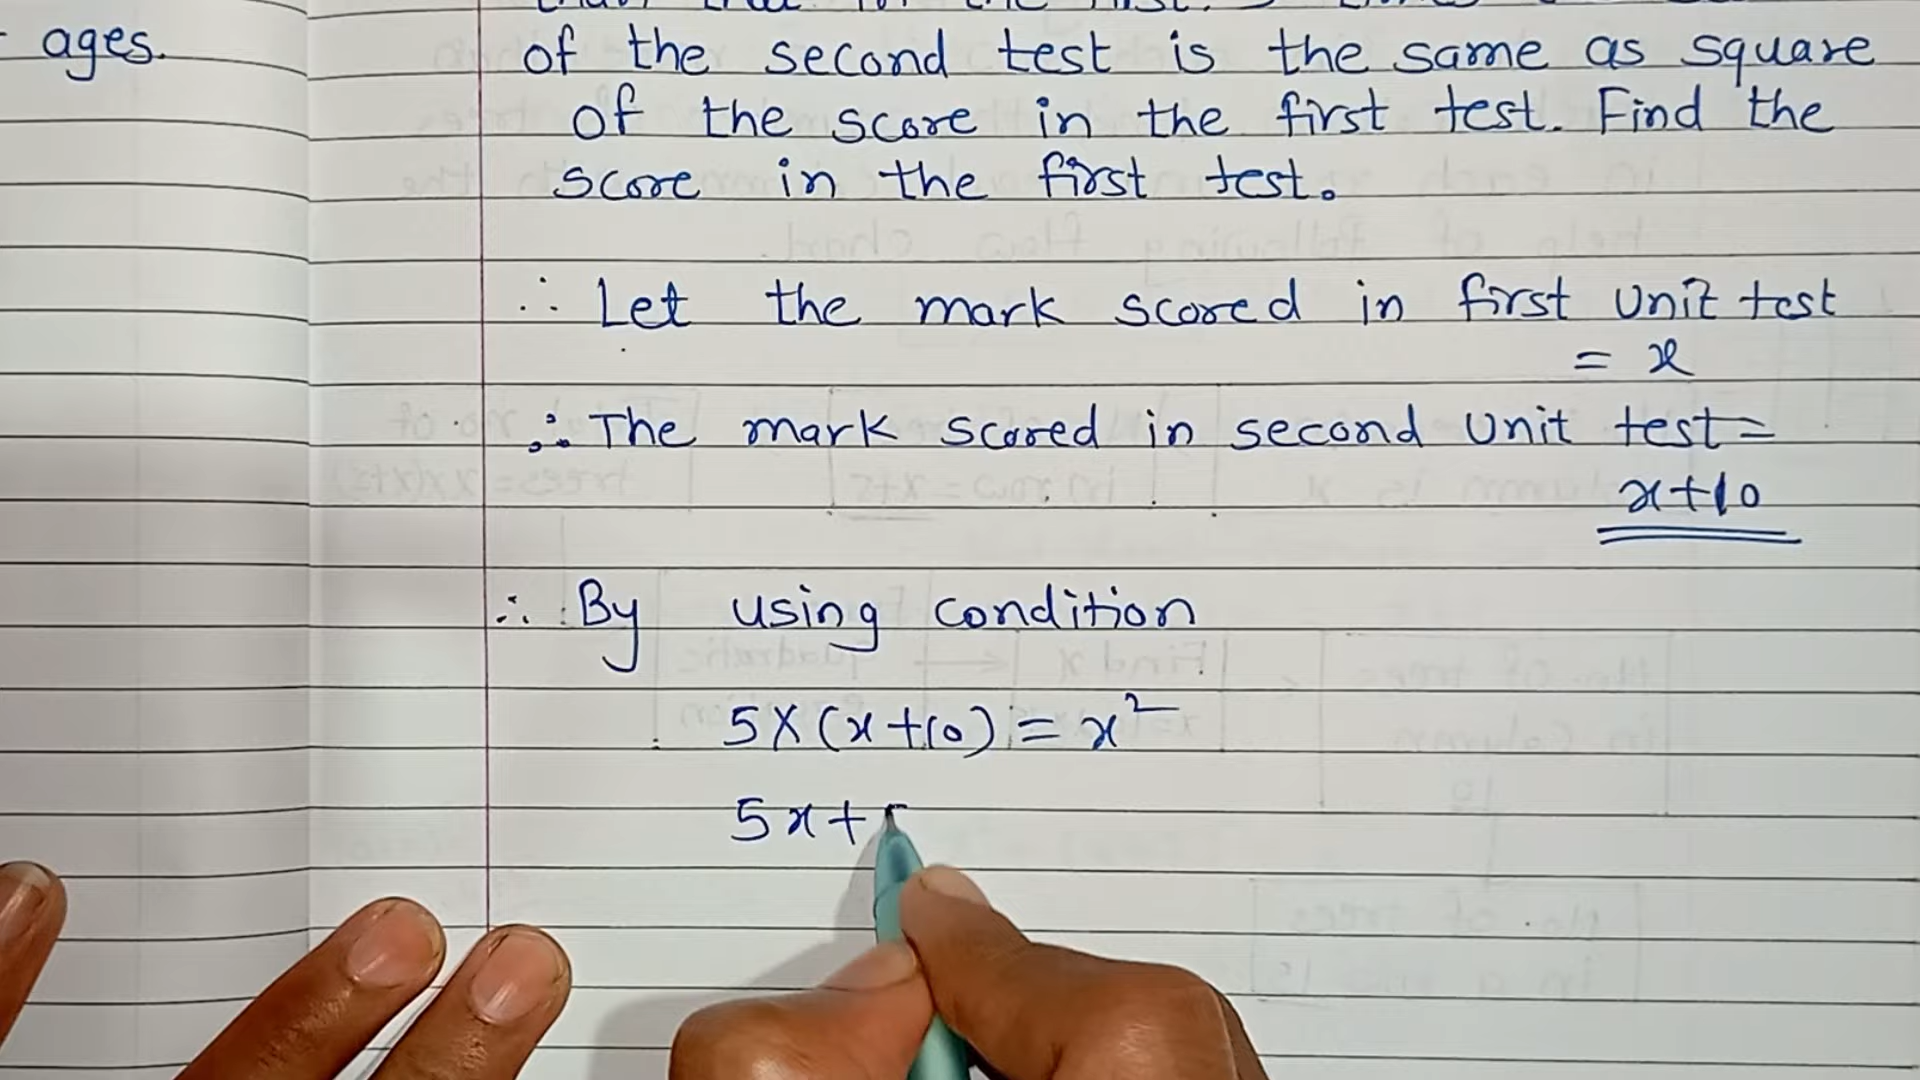 ages.
of the second test is the same as square
of the score in the first test. Find the
score in the first test.
∴ Let the mark scored in first unit test
= x
∴ The mark scored in second unit test =
x+10
∴ By using condition
5×(x+10) = x²
5x+